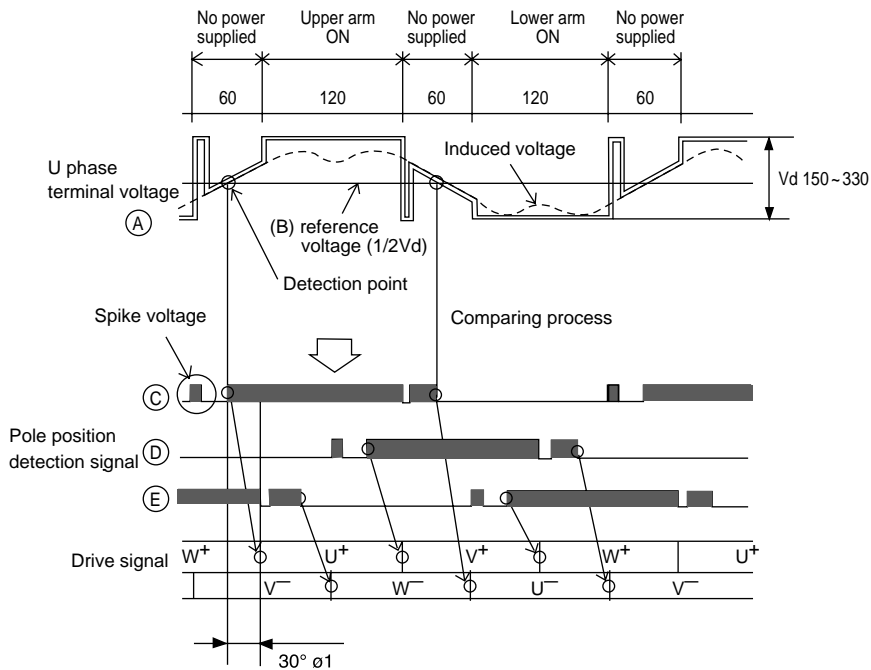 No power
supplied
Upper arm
ON
No power
supplied
Lower arm
ON
No power
supplied
60
120
60
120
60
U phase
terminal voltage
A
Induced voltage
Vd 150~330
(B) reference
voltage (1/2Vd)
Detection point
Spike voltage
Comparing process
C
Pole position
detection signal
D
E
Drive signal
W+ U+ V+ W+ U+
V— W— U— V—
30° ø1